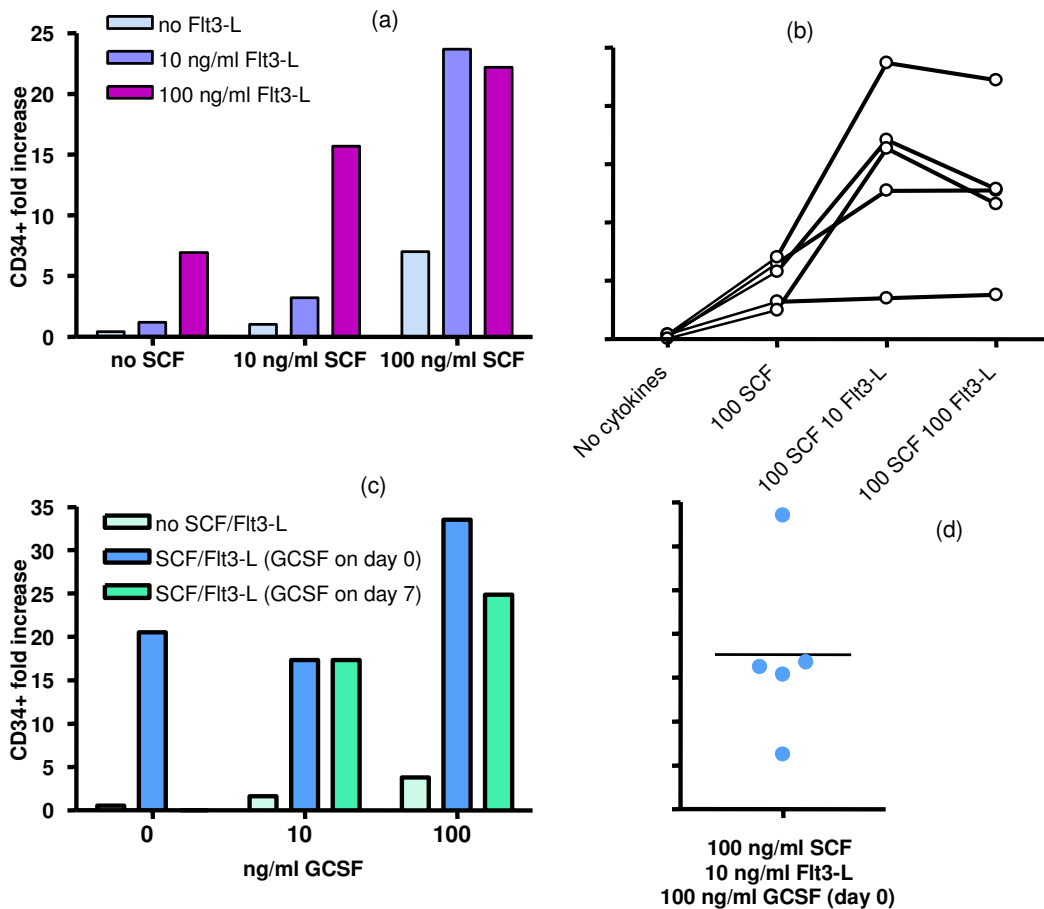 (a)
no Flt3-L
10 ng/ml Flt3-L
100 ng/ml Flt3-L
CD34+ fold increase
25
20
15
10
5
0
no SCF
10 ng/ml SCF
100 ng/ml SCF
(b)
No cytokines
100 SCF
100 SCF 10 Flt3-L
100 SCF 100 Flt3-L
(c)
no SCF/Flt3-L
SCF/Flt3-L (GCSF on day 0)
SCF/Flt3-L (GCSF on day 7)
CD34+ fold increase
35
30
25
20
15
10
5
0
0
10
100
ng/ml GCSF
(d)
100 ng/ml SCF
10 ng/ml Flt3-L
100 ng/ml GCSF (day 0)